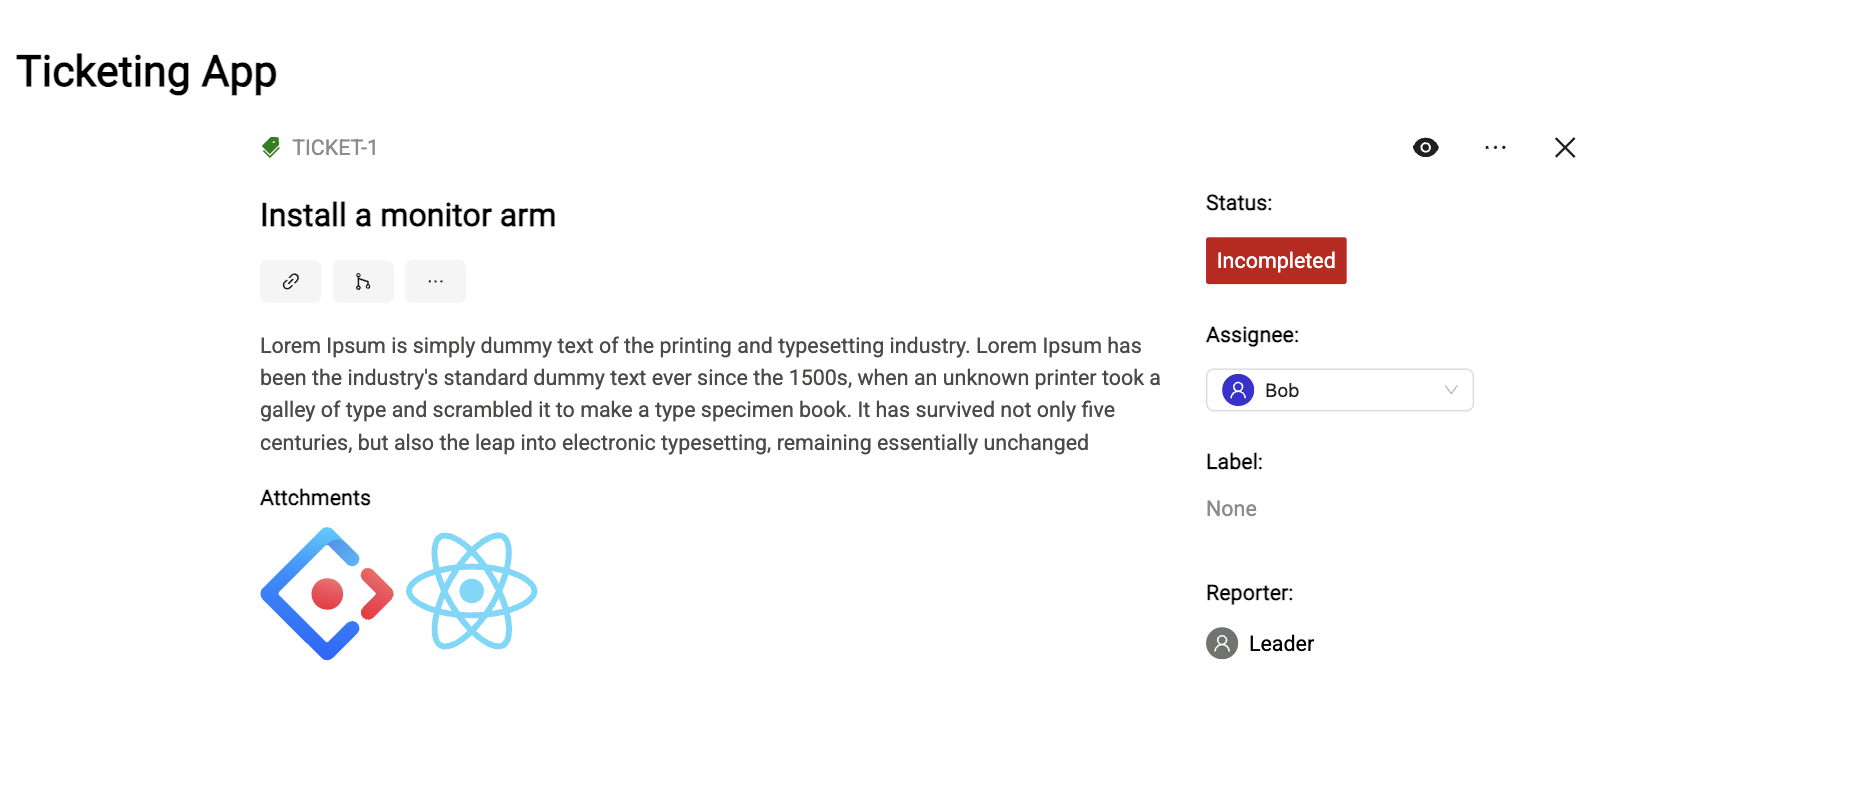 Ticketing App
TICKET-1
Install a monitor arm
Lorem Ipsum is simply dummy text of the printing and typesetting industry. Lorem Ipsum has
been the industry's standard dummy text ever since the 1500s, when an unknown printer took a
galley of type and scrambled it to make a type specimen book. It has survived not only five
centuries, but also the leap into electronic typesetting, remaining essentially unchanged
Attchments
Status:
Incompleted
Assignee:
Bob
Label:
None
Reporter:
Leader